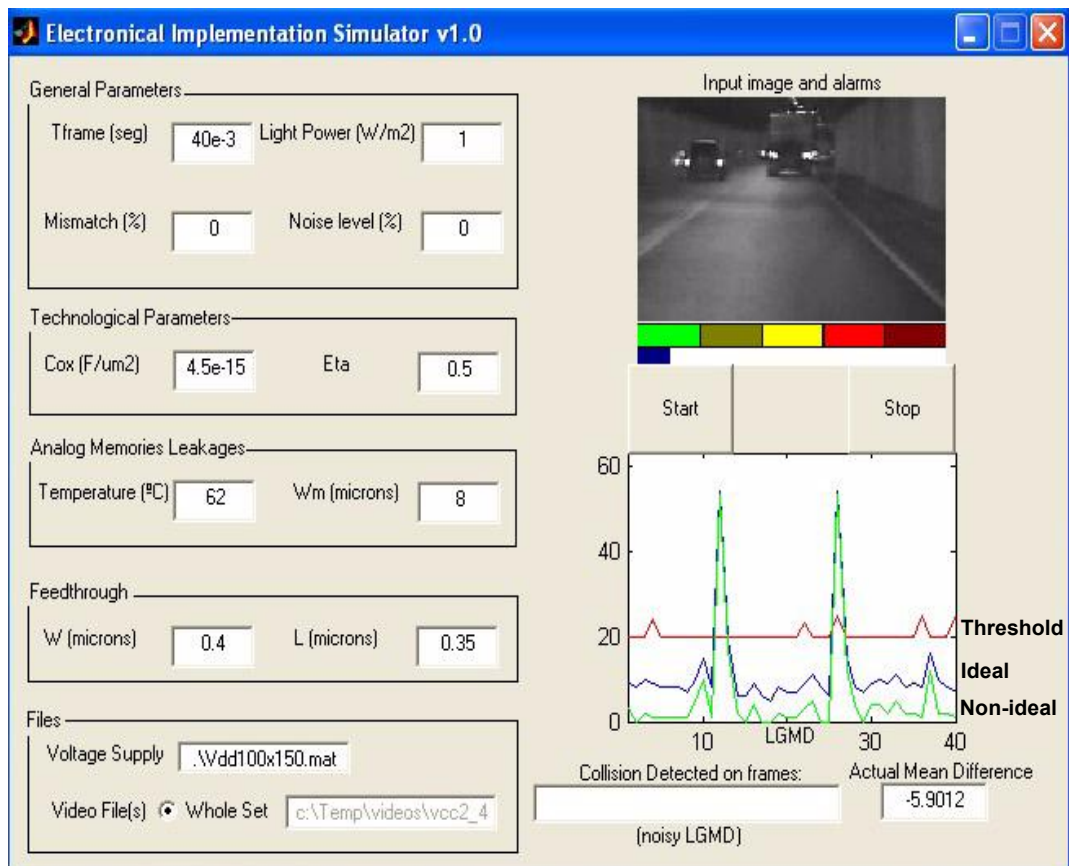 Electronical Implementation Simulator v1.0
General Parameters
Tframe (seg) 40e-3 Light Power (W/m2) 1
Mismatch (%) 0 Noise level (%) 0
Technological Parameters
Cox (F/um2) 4.5e-15 Eta 0.5
Analog Memories Leakages
Temperature (ºC) 62 Wm (microns) 8
Feedthrough
W (microns) 0.4 L (microns) 0.35
Files
Voltage Supply .\Vdd100x150.mat
Video File(s) Whole Set c:\Temp\videos\vcc2_4
Input image and alarms
Start Stop
60
40
20
0
10 LGMD 30 40
Threshold
Ideal
Non-ideal
Collision Detected on frames: Actual Mean Difference
-5.9012
(noisy LGMD)